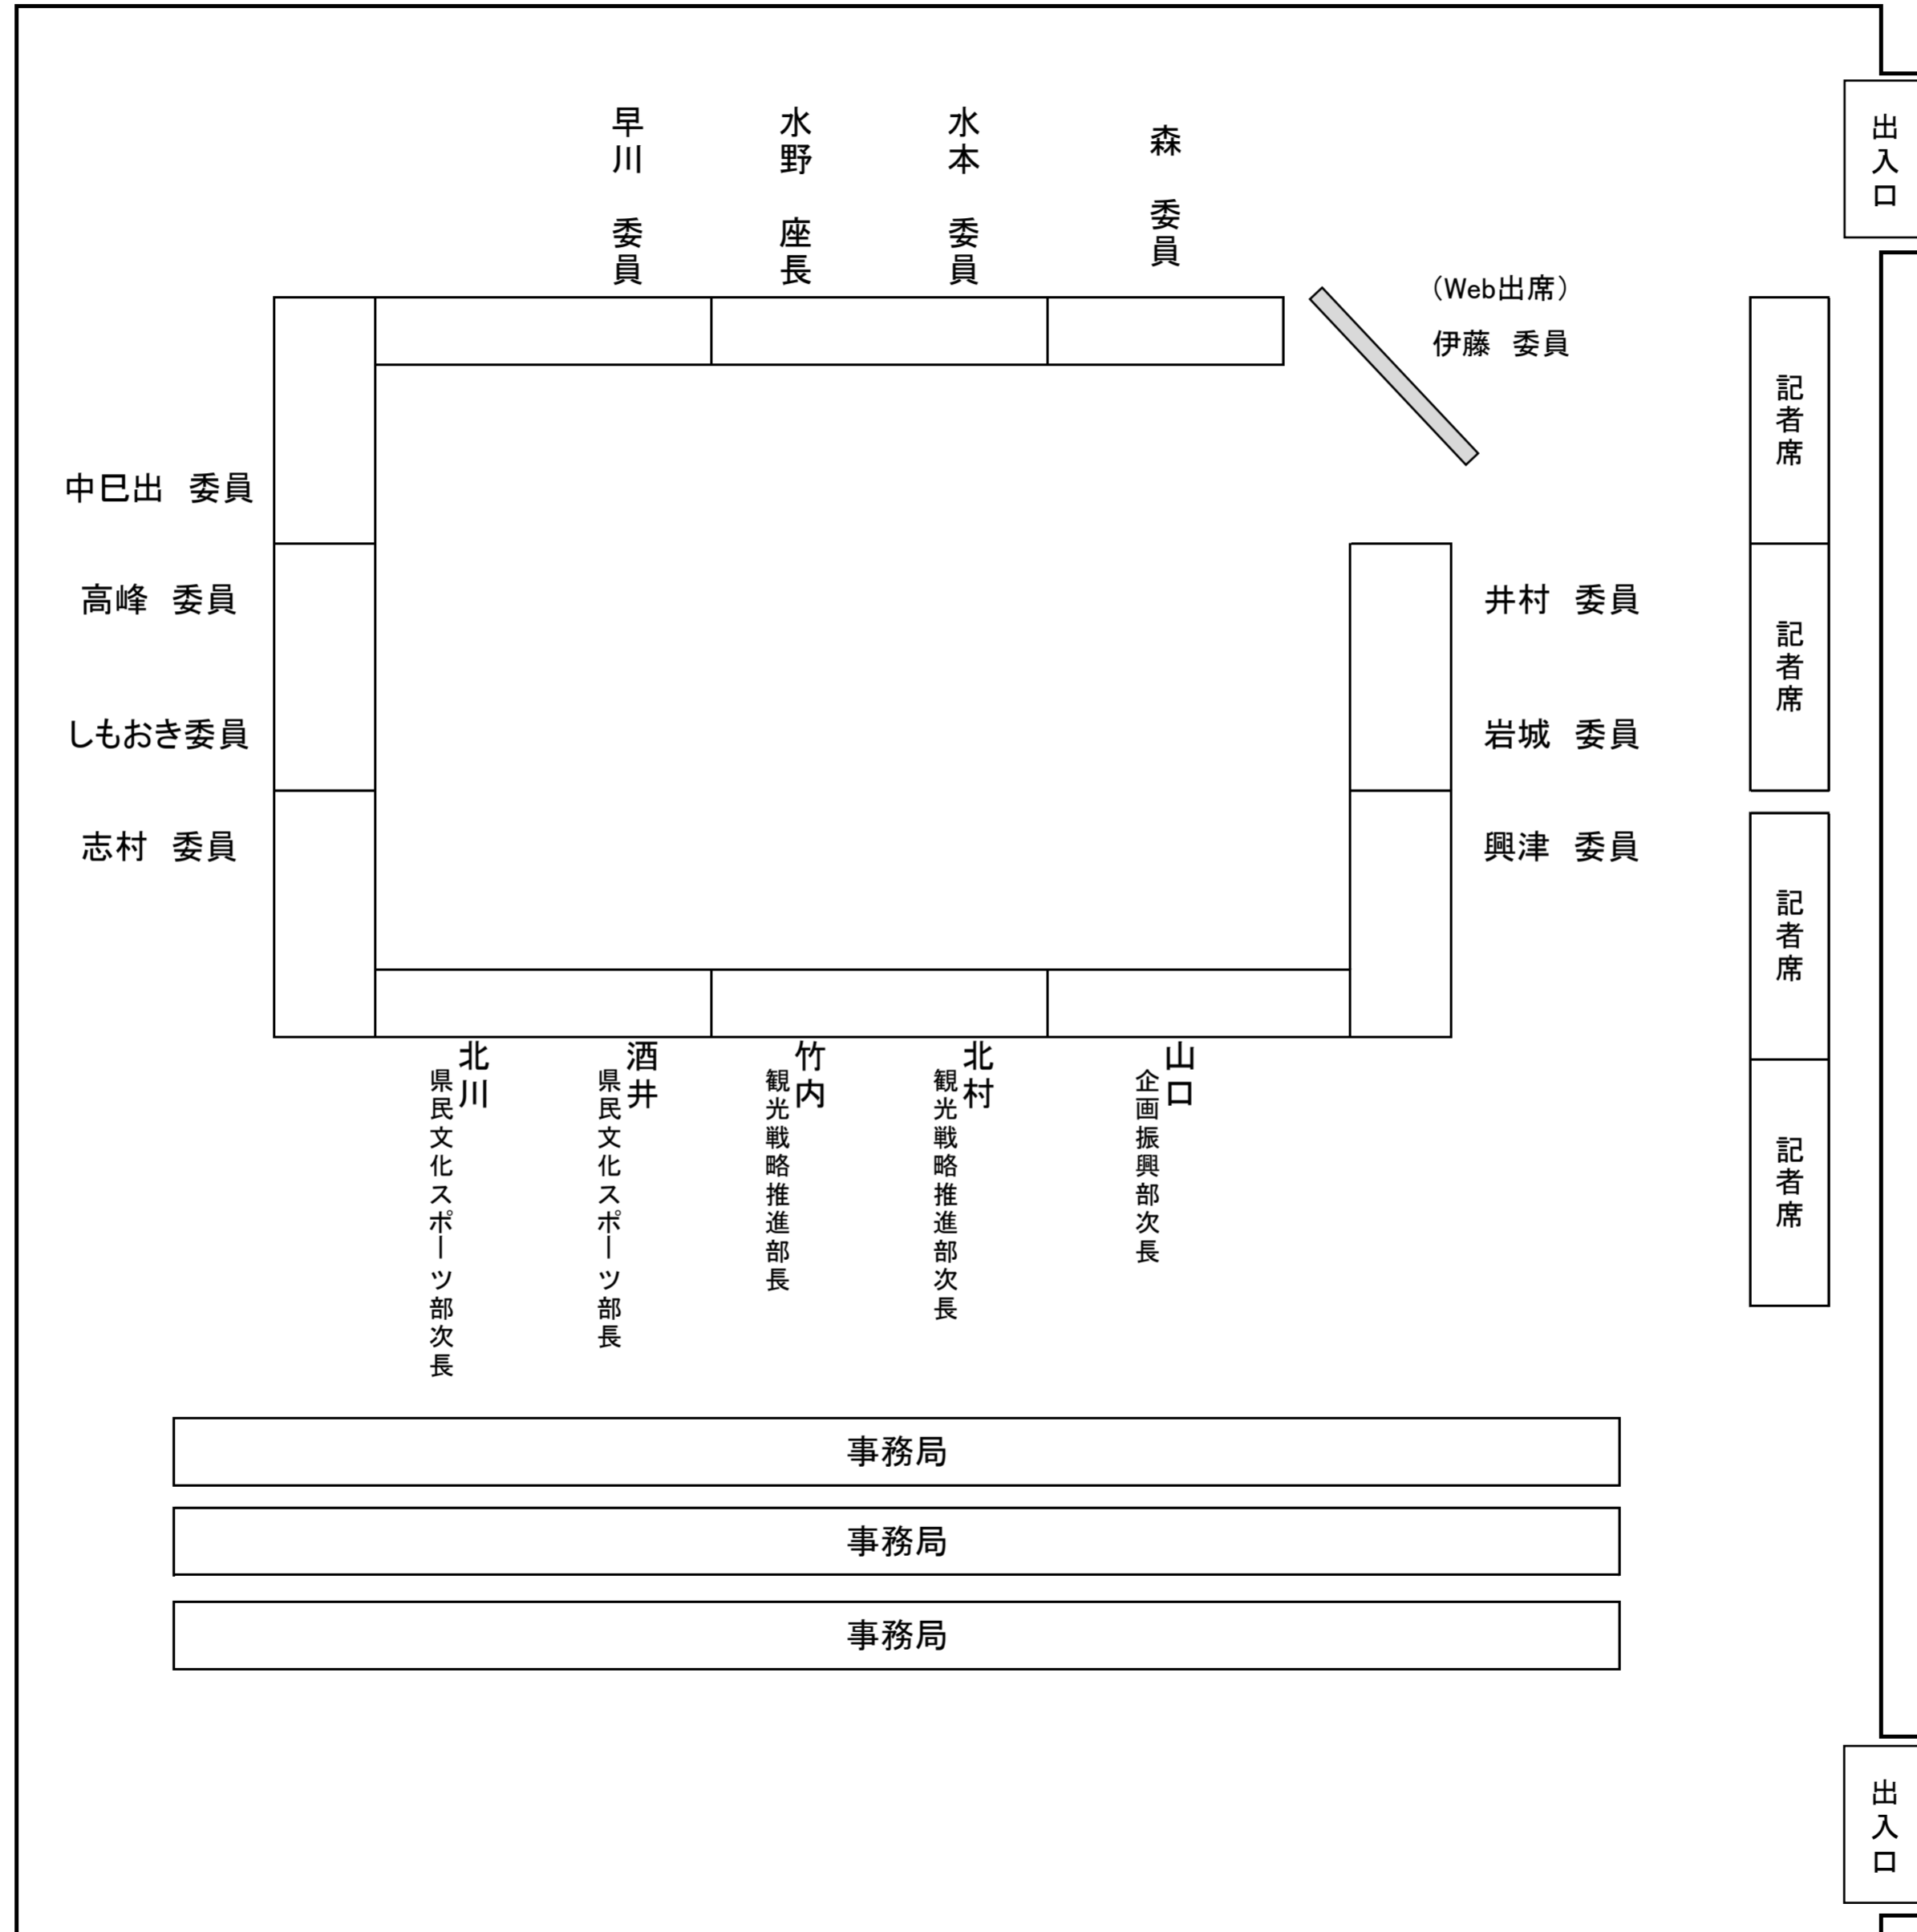 早川　委員
水野　座長
水本　委員
森　委員
出入口
（Web出席）
伊藤　委員
記者席
中巳出　委員
高峰　委員
井村　委員
記者席
しもおき委員
岩城　委員
志村　委員
興津　委員
記者席
北川
県民文化スポーツ部次長
酒井
県民文化スポーツ部長
竹内
観光戦略推進部長
北村
観光戦略推進部次長
山口
企画振興部次長
記者席
事務局
事務局
事務局
出入口